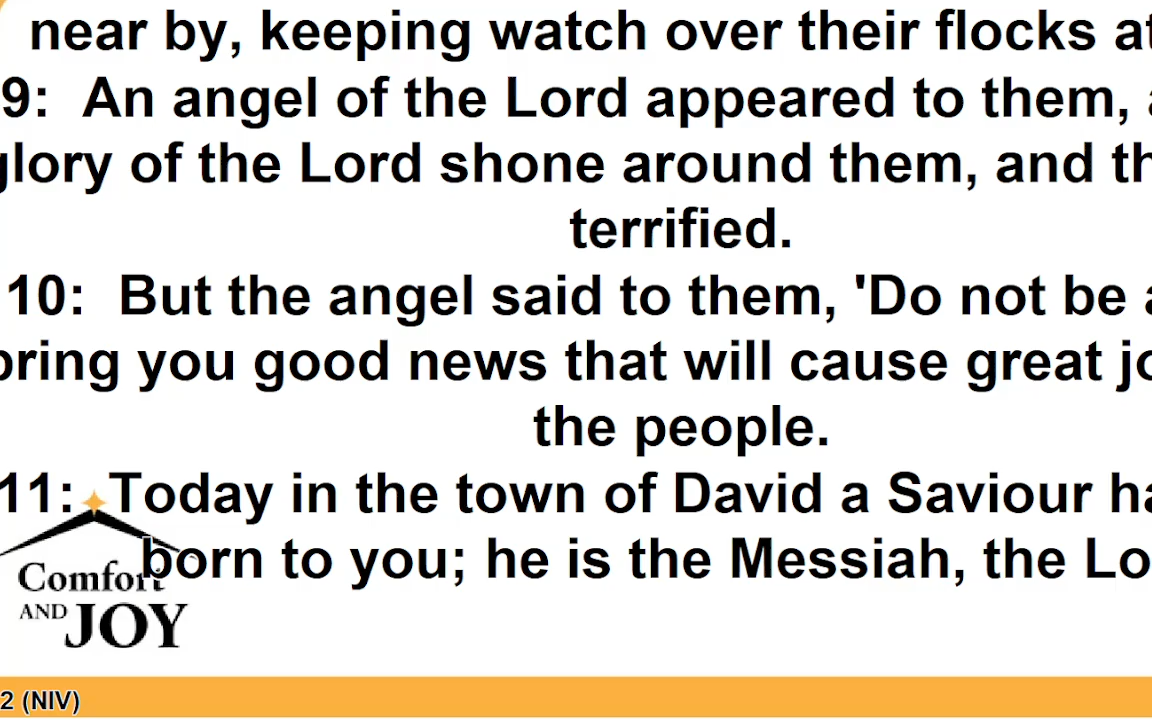 near by, keeping watch over their flocks at
9: An angel of the Lord appeared to them, a
glory of the Lord shone around them, and th
terrified.
10: But the angel said to them, 'Do not be a
bring you good news that will cause great jo
the people.
11: Today in the town of David a Saviour ha
born to you; he is the Messiah, the Lo
Comfort
AND JOY
2 (NIV)